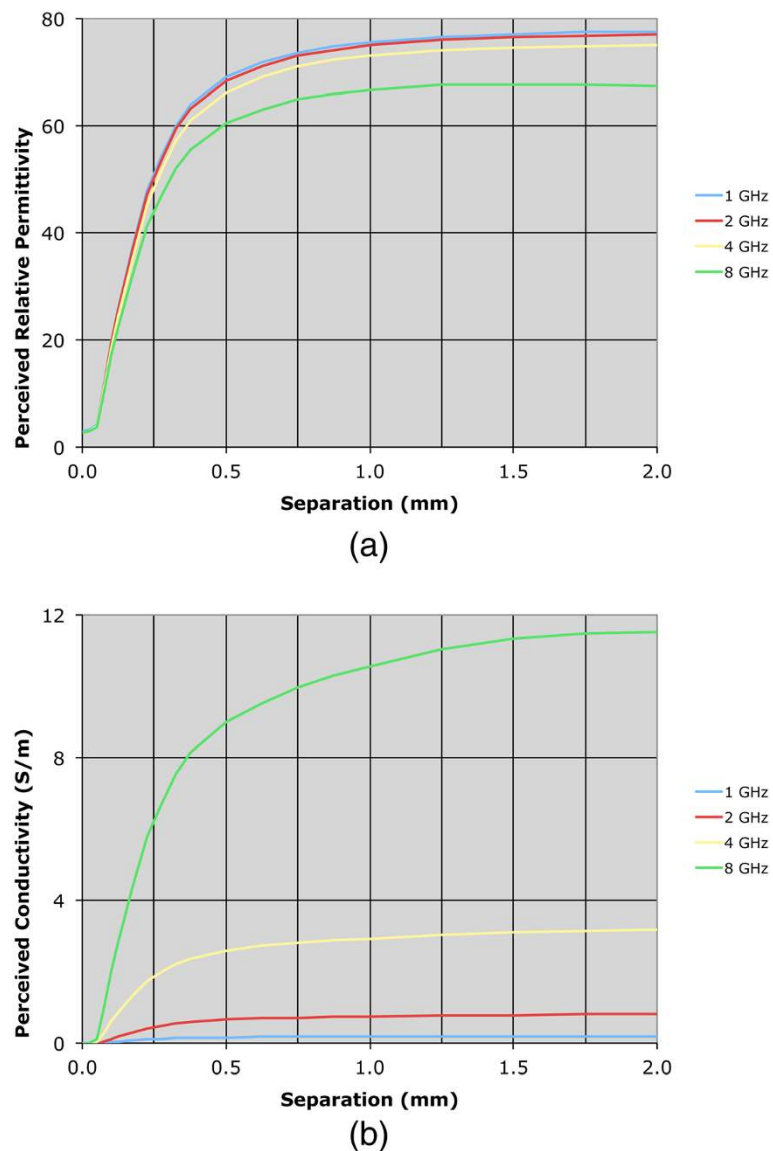 80
60
40
20
0
Perceived Relative Permittivity
0.0 0.5 1.0 1.5 2.0
Separation (mm)
1 GHz
2 GHz
4 GHz
8 GHz
(a)
12
8
4
0
Perceived Conductivity (S/m)
0.0 0.5 1.0 1.5 2.0
Separation (mm)
1 GHz
2 GHz
4 GHz
8 GHz
(b)